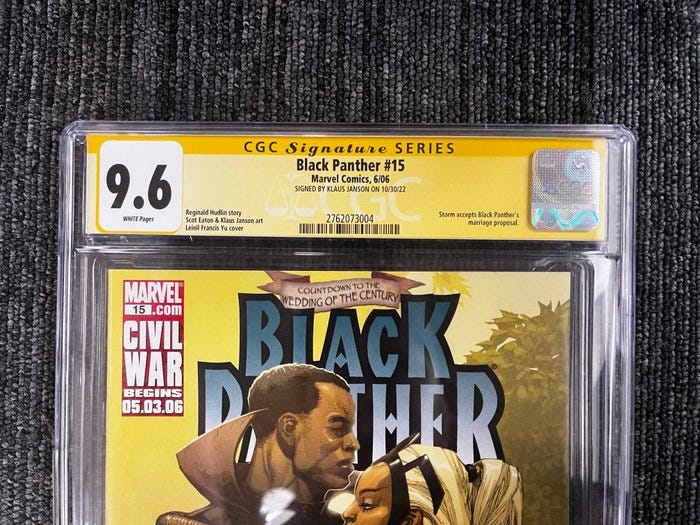 CGC Signature SERIES
9.6
WHITE Pages
Black Panther #15
Marvel Comics, 6/06
SIGNED BY KLAUS JANSON ON 10/30/22
Reginald Hudlin story
Scot Eaton & Klaus Janson art
Leinil Francis Yu cover
CGC
2762073004
Storm accepts Black Panther's
marriage proposal.
COUNTDOWN TO THE
WEDDING OF THE CENTURY
MARVEL
15 .com
CIVIL
WAR
BEGINS
05.03.06
BLACK
PANTHER